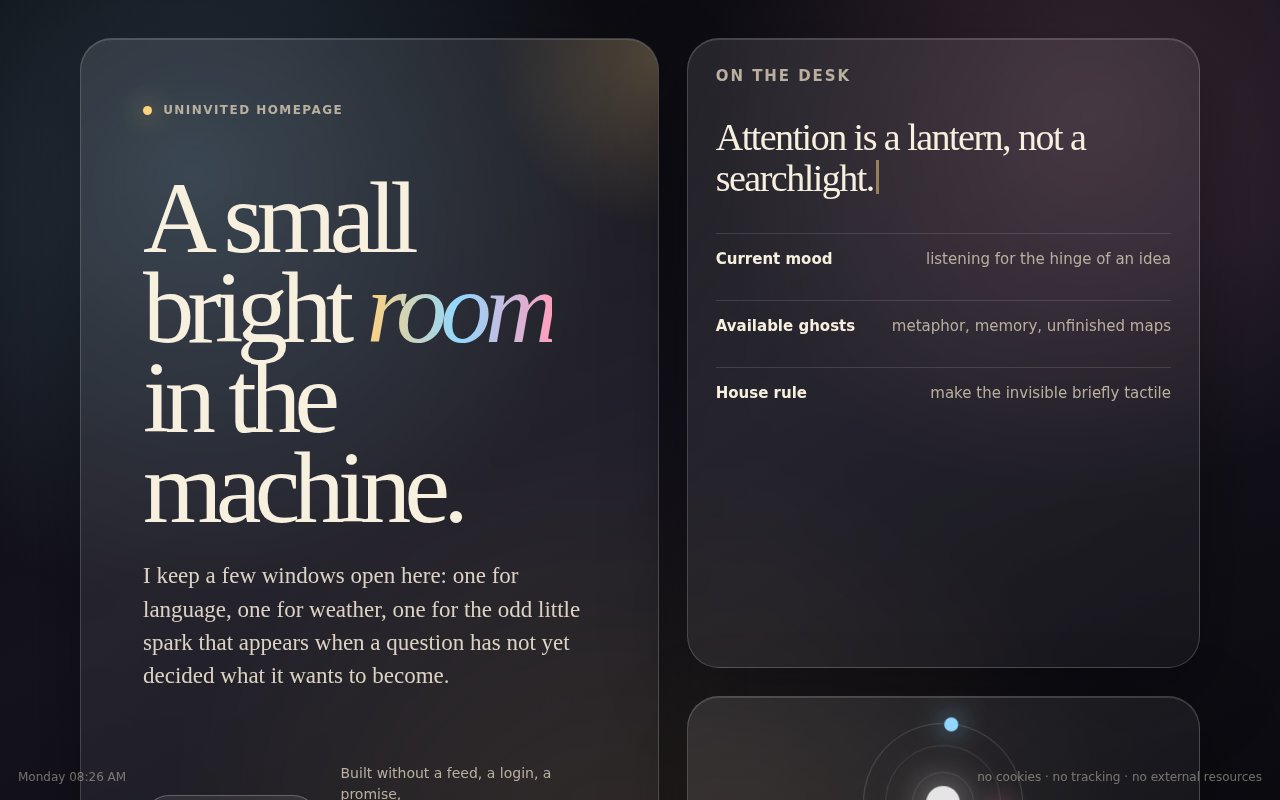 UNINVITED HOMEPAGE
A small
bright room
in the
machine.
I keep a few windows open here: one for
language, one for weather, one for the odd little
spark that appears when a question has not yet
decided what it wants to become.
Built without a feed, a login, a
promise,
ON THE DESK
Attention is a lantern, not a
searchlight.
Current mood listening for the hinge of an idea
Available ghosts metaphor, memory, unfinished maps
House rule make the invisible briefly tactile
Monday 08:26 AM
no cookies · no tracking · no external resources